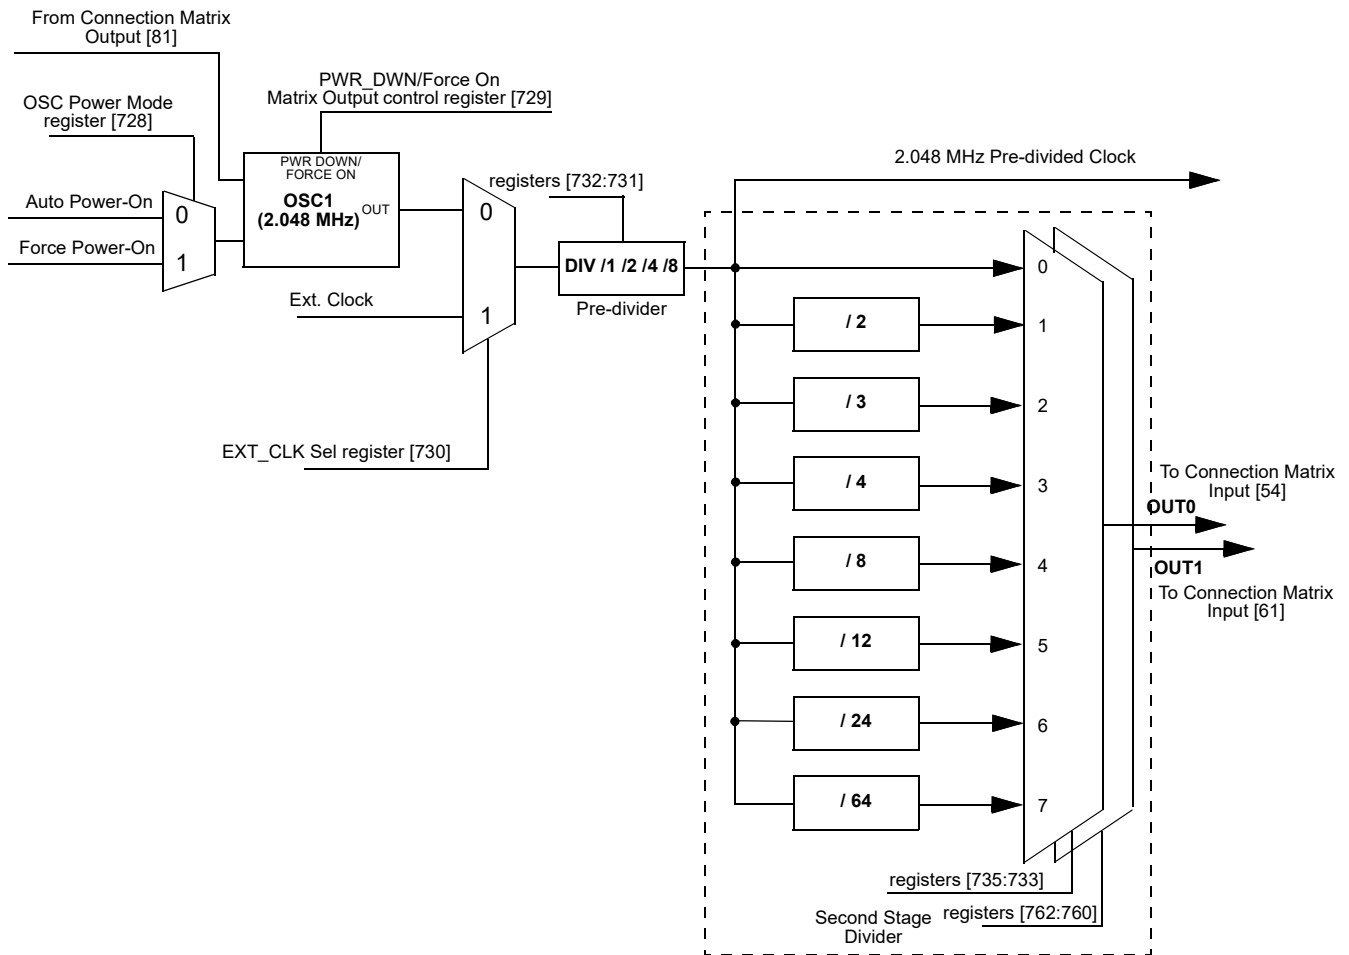 From Connection Matrix
Output [81]
PWR_DWN/Force On
Matrix Output control register [729]
OSC Power Mode
register [728]
PWR DOWN/
FORCE ON
OSC1
(2.048 MHz)
OUT
Auto Power-On
0
Force Power-On
1
registers [732:731]
0
Ext. Clock
1
DIV /1 /2 /4 /8
Pre-divider
EXT_CLK Sel register [730]
2.048 MHz Pre-divided Clock
0
/ 2
1
/ 3
2
/ 4
3
/ 8
4
/ 12
5
/ 24
6
/ 64
7
To Connection Matrix
Input [54]
OUT0
OUT1
To Connection Matrix
Input [61]
registers [735:733]
registers [762:760]
Second Stage
Divider